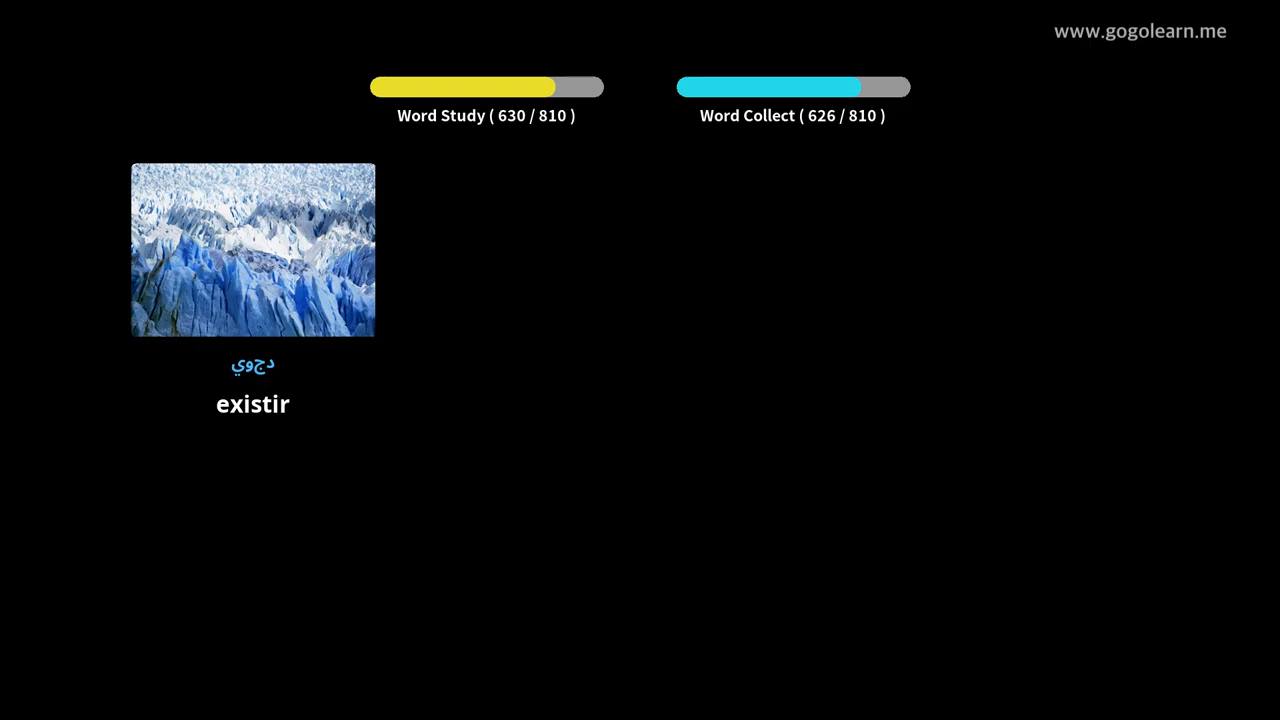 www.gogolearn.me
Word Study ( 630 / 810 )
Word Collect ( 626 / 810 )
دجوي
existir